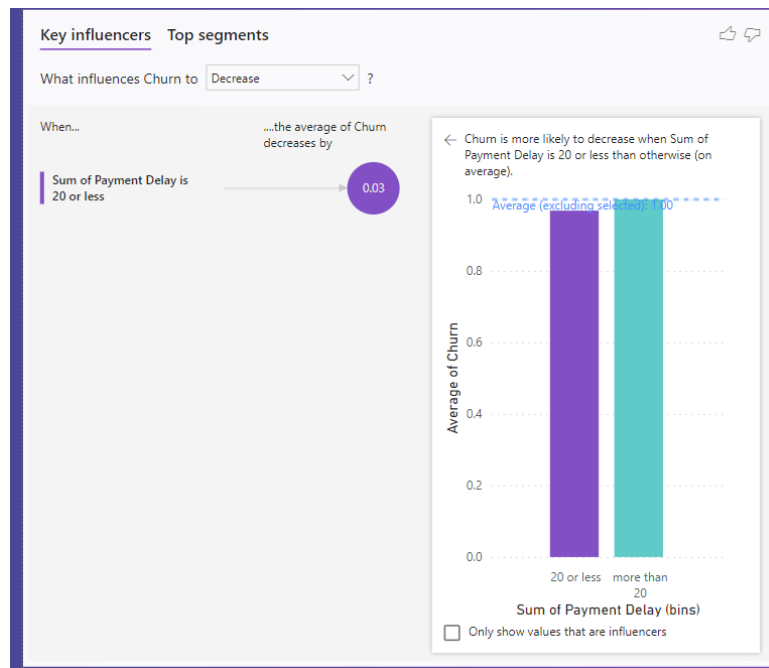 Key influencers Top segments
What influences Churn to Decrease ?
When...
....the average of Churn
decreases by
Sum of Payment Delay is
20 or less
0.03
Churn is more likely to decrease when Sum of
Payment Delay is 20 or less than otherwise (on
average).
1.0
Average (excluding selected): 1.00
0.8
0.6
0.4
0.2
0.0
Average of Churn
20 or less
more than
20
Sum of Payment Delay (bins)
Only show values that are influencers